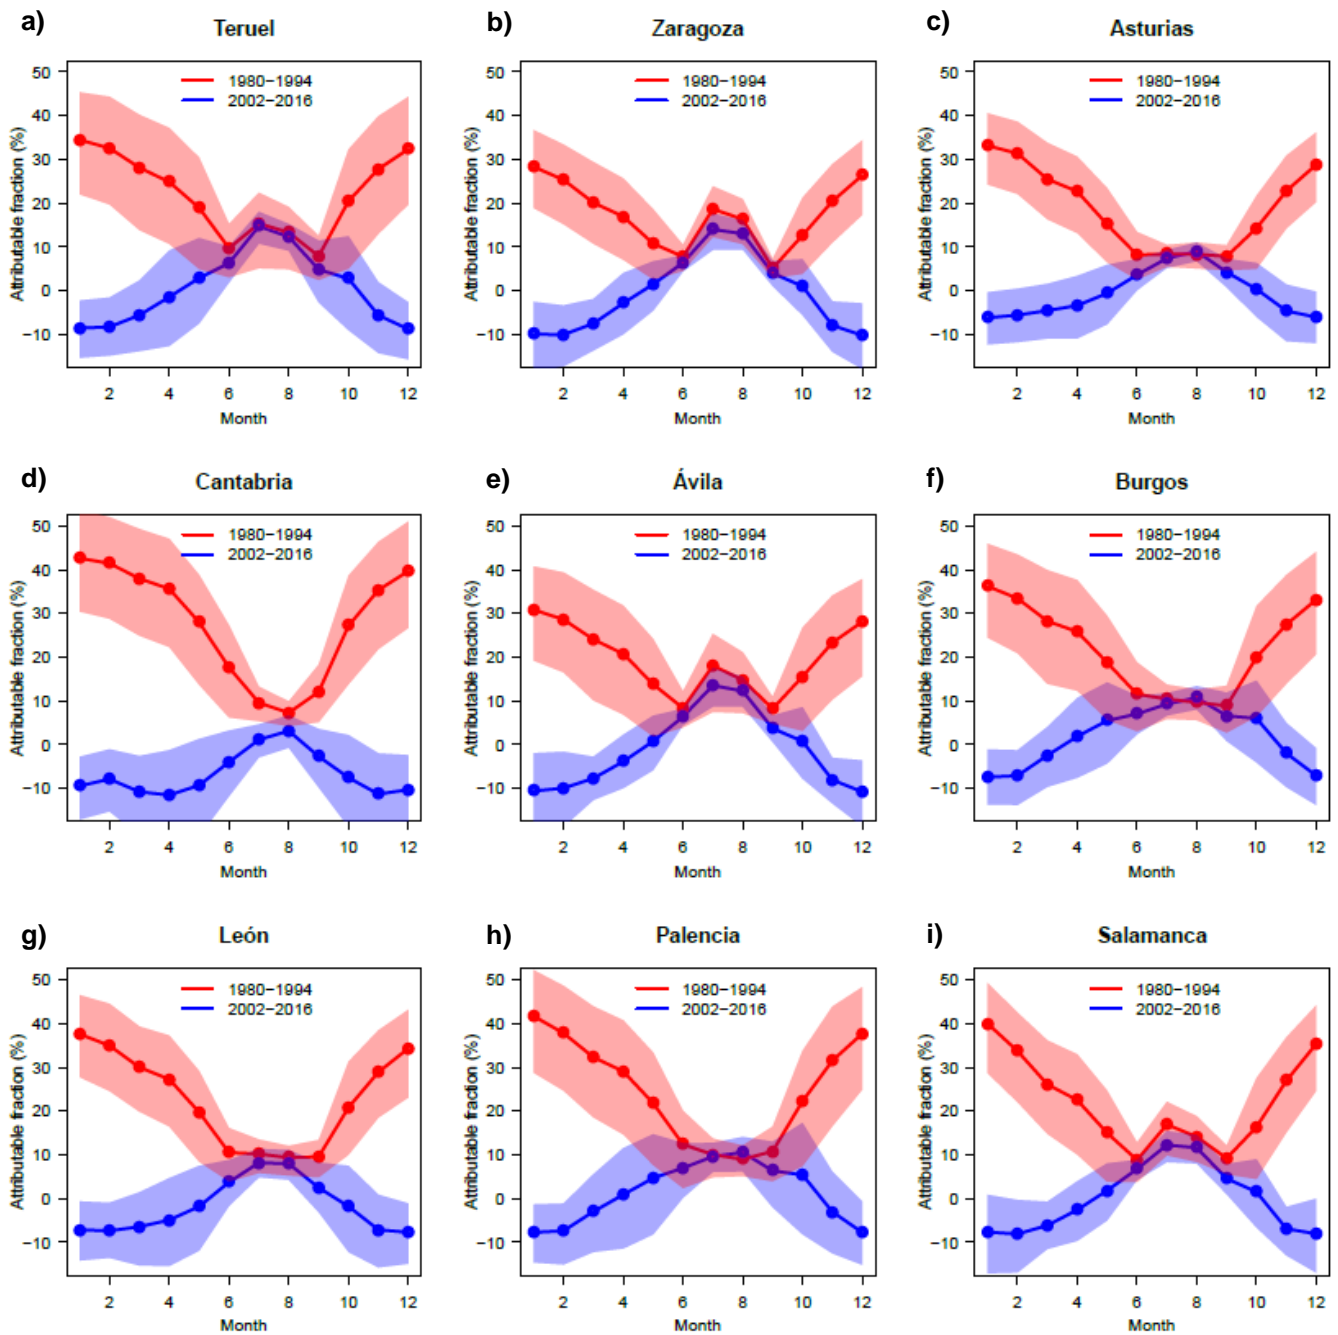 a) Teruel
1980−1994
2002−2016
50
40
30
20
10
0
−10
Attributable fraction (%)
2 4 6 8 10 12
Month
b) Zaragoza
1980−1994
2002−2016
50
40
30
20
10
0
−10
Attributable fraction (%)
2 4 6 8 10 12
Month
c) Asturias
1980−1994
2002−2016
50
40
30
20
10
0
−10
Attributable fraction (%)
2 4 6 8 10 12
Month
d) Cantabria
1980−1994
2002−2016
50
40
30
20
10
0
−10
Attributable fraction (%)
2 4 6 8 10 12
Month
e) Ávila
1980−1994
2002−2016
50
40
30
20
10
0
−10
Attributable fraction (%)
2 4 6 8 10 12
Month
f) Burgos
1980−1994
2002−2016
50
40
30
20
10
0
−10
Attributable fraction (%)
2 4 6 8 10 12
Month
g) León
1980−1994
2002−2016
50
40
30
20
10
0
−10
Attributable fraction (%)
2 4 6 8 10 12
Month
h) Palencia
1980−1994
2002−2016
50
40
30
20
10
0
−10
Attributable fraction (%)
2 4 6 8 10 12
Month
i) Salamanca
1980−1994
2002−2016
50
40
30
20
10
0
−10
Attributable fraction (%)
2 4 6 8 10 12
Month